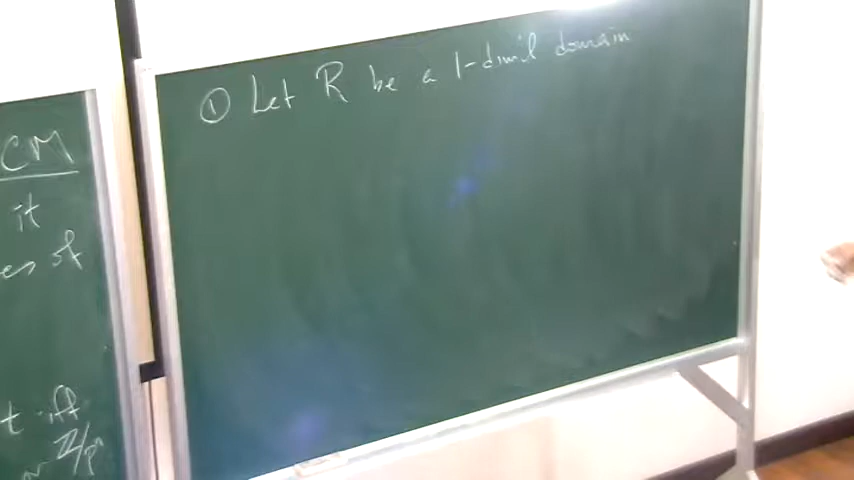 CM
it
es of
t iff
Z/p^n
① Let R be a 1-dim'l domain